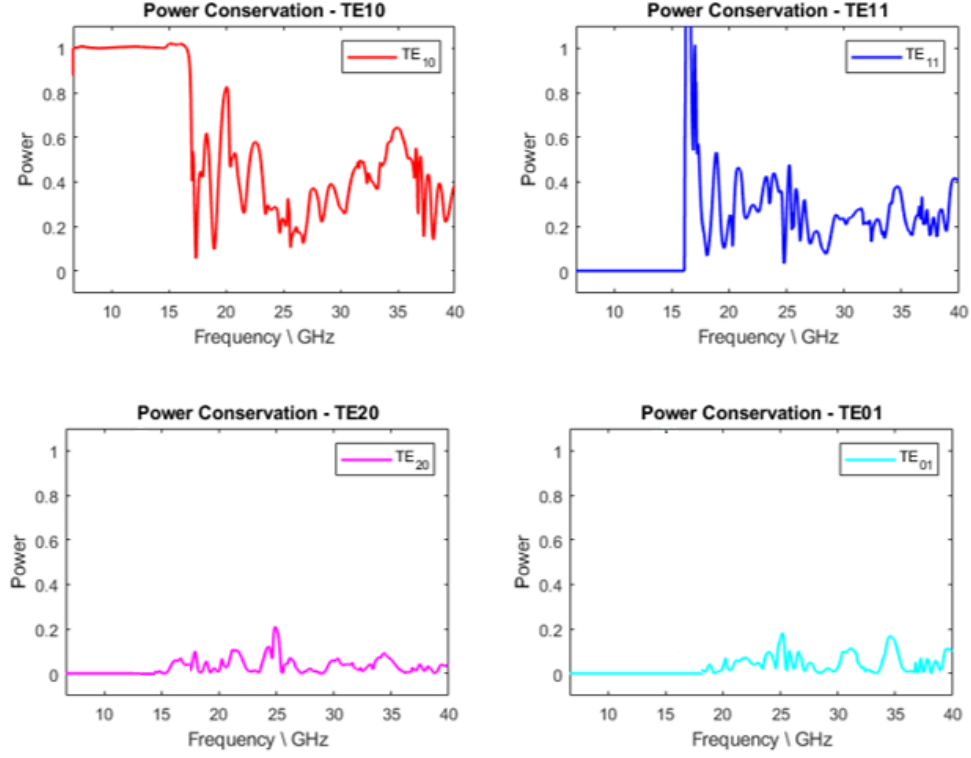 Power Conservation - TE10
1
0.8
0.6
0.4
0.2
0
Power
TE10
10 15 20 25 30 35 40
Frequency \ GHz
Power Conservation - TE11
1
0.8
0.6
0.4
0.2
0
Power
TE11
10 15 20 25 30 35 40
Frequency \ GHz
Power Conservation - TE20
1
0.8
0.6
0.4
0.2
0
Power
TE20
10 15 20 25 30 35 40
Frequency \ GHz
Power Conservation - TE01
1
0.8
0.6
0.4
0.2
0
Power
TE01
10 15 20 25 30 35 40
Frequency \ GHz